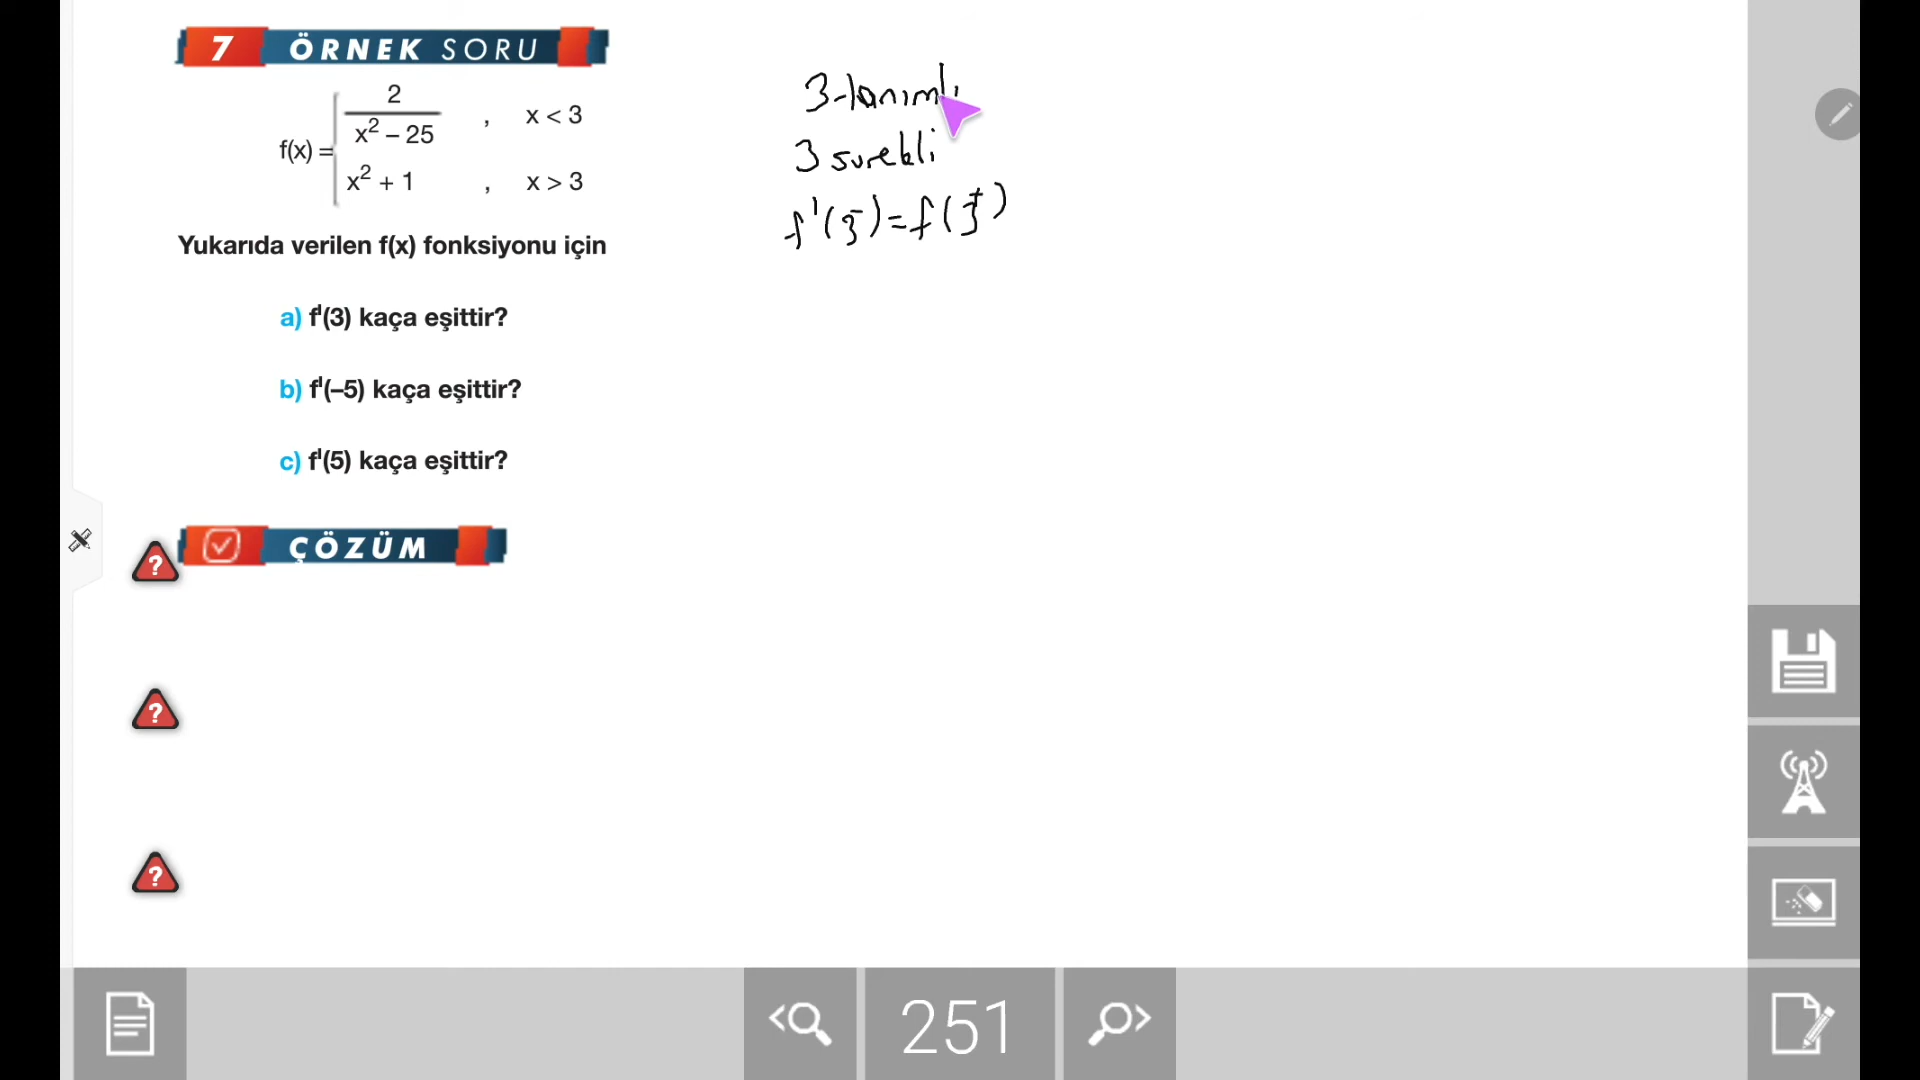 7 ÖRNEK SORU
f(x) = { 2 / x² – 25 , x < 3
x² + 1 , x > 3
Yukarıda verilen f(x) fonksiyonu için
a) f'(3) kaça eşittir?
b) f'(–5) kaça eşittir?
c) f'(5) kaça eşittir?
ÇÖZÜM
?
?
?
3 tanımlı
3 surekli
f'(3⁻)=f(3⁺)
251